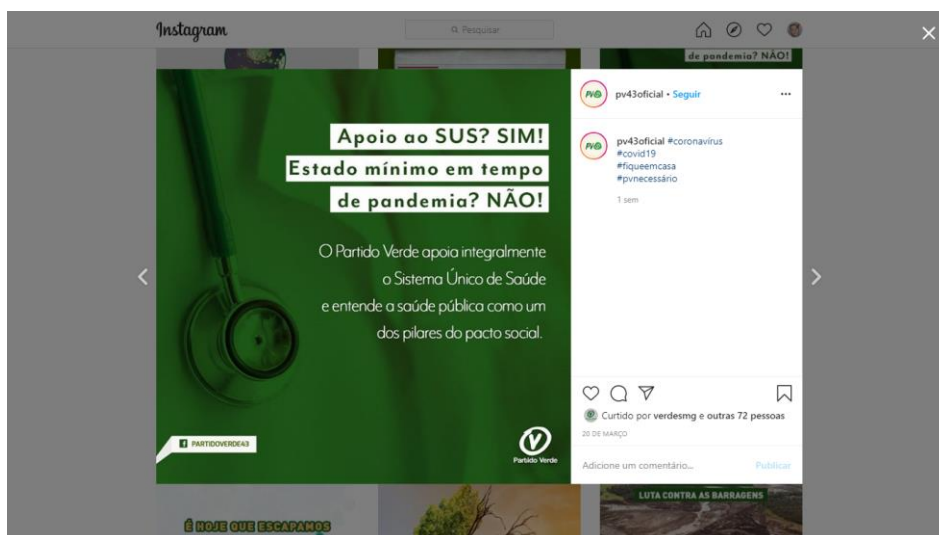 Instagram
Pesquisar
de pandemia? NÃO!
Apoio ao SUS? SIM!
Estado mínimo em tempo
de pandemia? NÃO!
O Partido Verde apoia integralmente
o Sistema Único de Saúde
e entende a saúde pública como um
dos pilares do pacto social.
PARTIDOVERDE43
Partido Verde
pv43oficial • Seguir
pv43oficial #coronavírus
#covid19
#fiqueemcasa
#pvnecessário
1 sem
Curtido por verdesmg e outras 72 pessoas
20 DE MARÇO
Adicione um comentário...
Publicar
É HOJE QUE ESCAPAMOS
LUTA CONTRA AS BARRAGENS